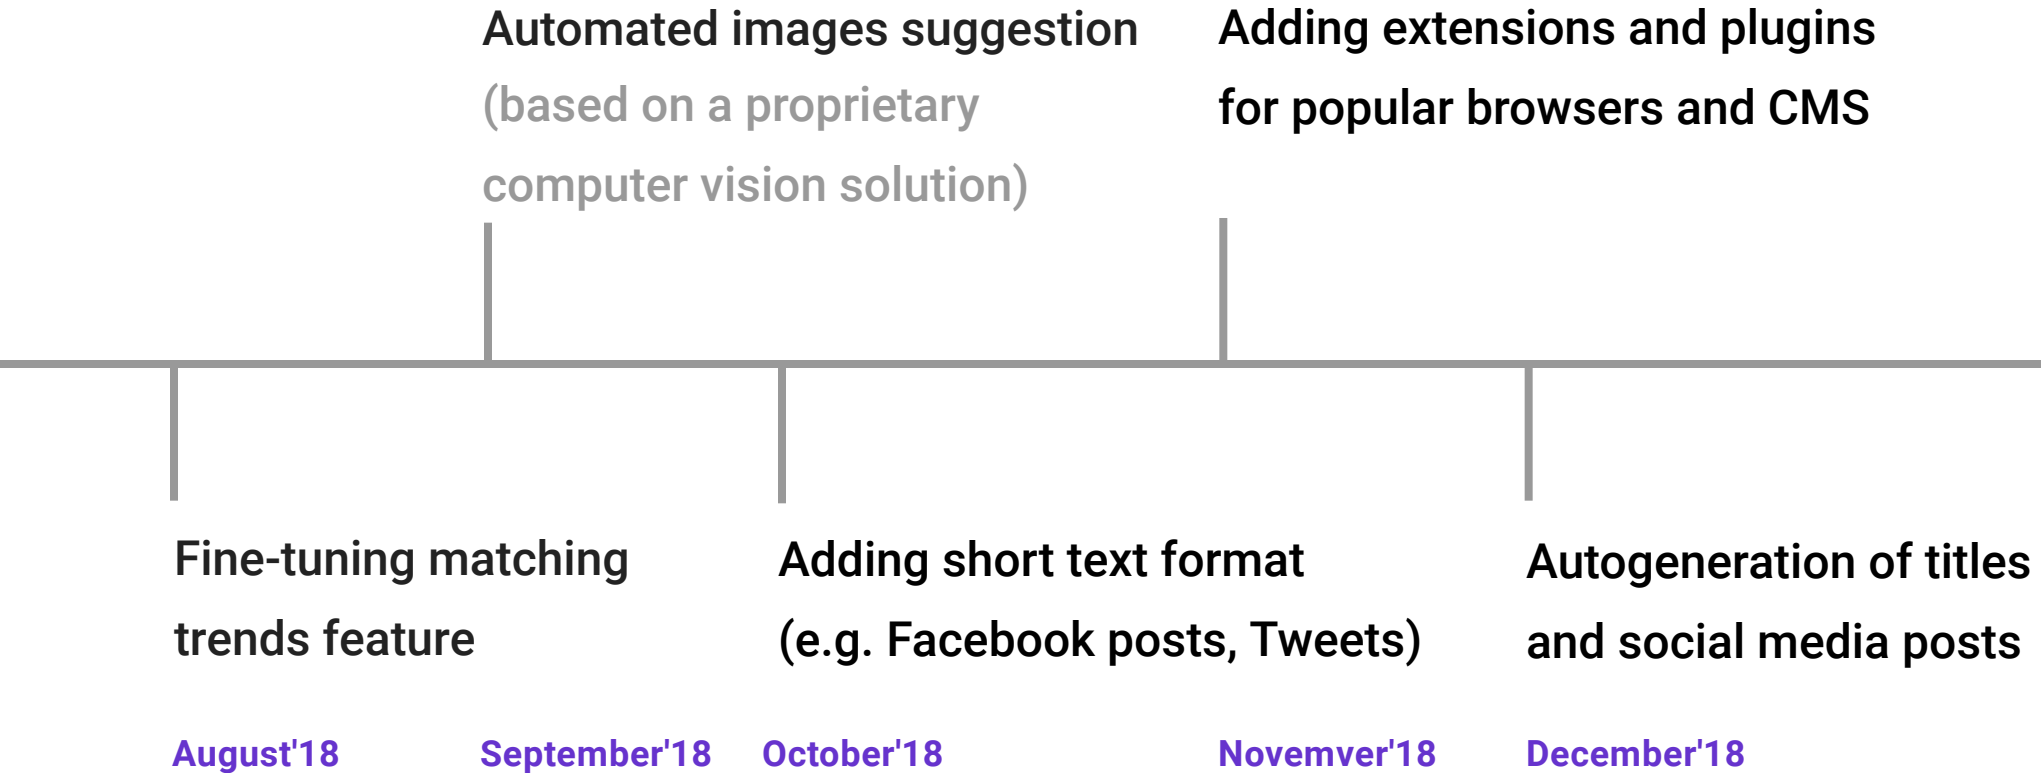 Automated images suggestion
(based on a proprietary
computer vision solution)
Adding extensions and plugins
for popular browsers and CMS
Fine-tuning matching
trends feature
Adding short text format
(e.g. Facebook posts, Tweets)
Autogeneration of titles
and social media posts
August'18
September'18
October'18
Novemver'18
December'18